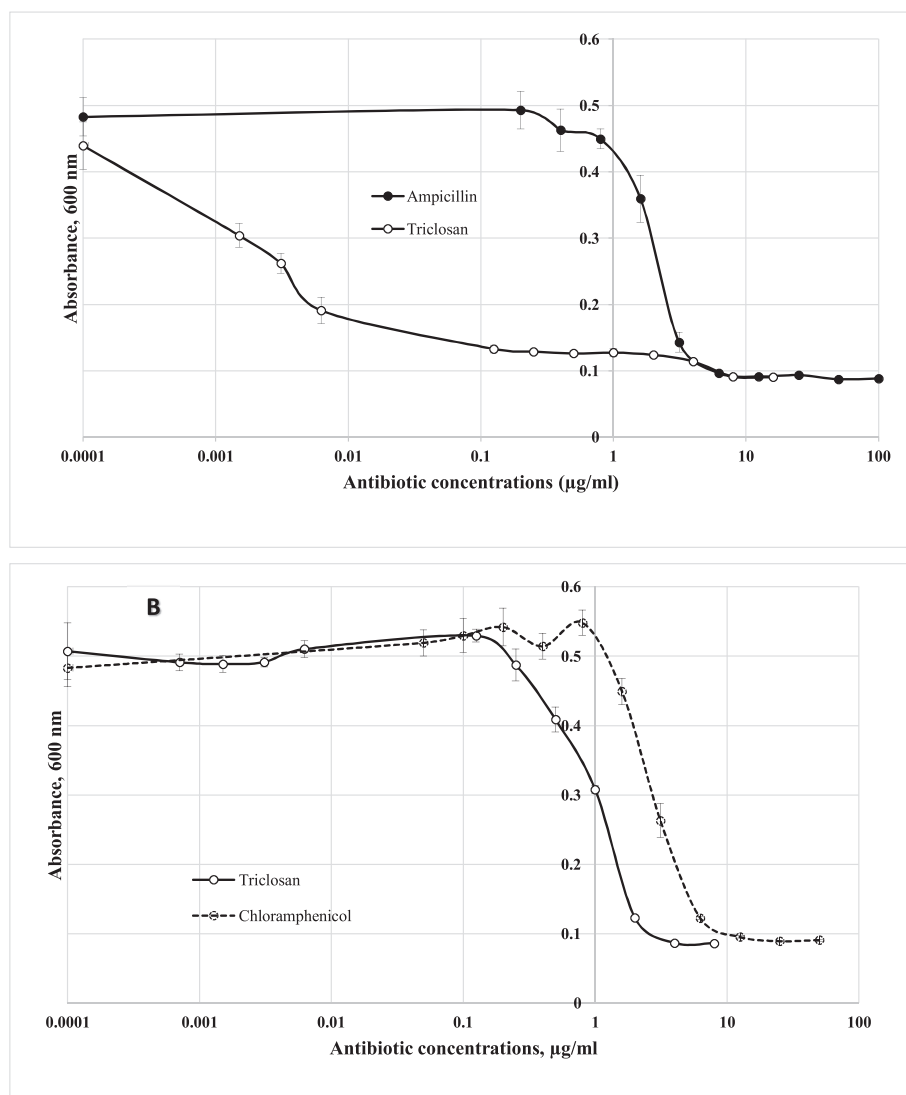 0.6
0.5
0.4
Ampicillin
Triclosan
0.3
0.2
0.1
0
Absorbance, 600 nm
0.0001 0.001 0.01 0.1 1 10 100
Antibiotic concentrations (µg/ml)
B
0.6
0.5
0.4
0.3
Triclosan
0.2
Chloramphenicol
0.1
0
Absorbance, 600 nm
0.0001 0.001 0.01 0.1 1 10 100
Antibiotic concentrations, µg/ml